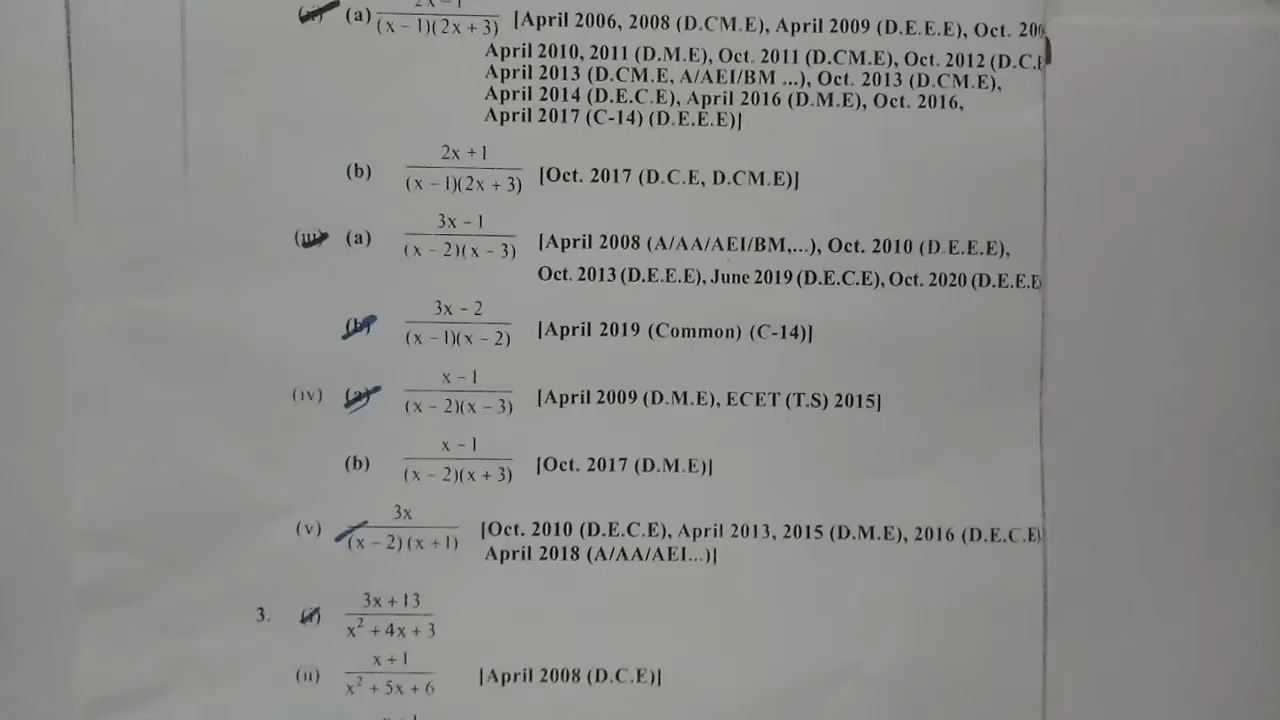 (a) 2x – 1 / (x – 1)(2x + 3) [April 2006, 2008 (D.CM.E), April 2009 (D.E.E.E), Oct.
April 2010, 2011 (D.M.E), Oct. 2011 (D.CM.E), Oct. 2012
April 2013 (D.CM.E, A/AEI/BM ...), Oct. 2013 (D.CM.E),
April 2014 (D.E.C.E), April 2016 (D.M.E), Oct. 2016,
April 2017 (C-14) (D.E.E.E)]
(b) 2x + 1 / (x – 1)(2x + 3) [Oct. 2017 (D.C.E, D.CM.E)]
(iii) (a) 3x – 1 / (x – 2)(x – 3) [April 2008 (A/AA/AEI/BM,...), Oct. 2010 (D.E.E.E),
Oct. 2013 (D.E.E.E), June 2019 (D.E.C.E), Oct. 2020 (D.E.E.E
(b) 3x – 2 / (x – 1)(x – 2) [April 2019 (Common) (C-14)]
(iv) (a) x – 1 / (x – 2)(x – 3) [April 2009 (D.M.E), ECET (T.S) 2015]
(b) x – 1 / (x – 2)(x + 3) [Oct. 2017 (D.M.E)]
(v) 3x / (x – 2) (x + 1) [Oct. 2010 (D.E.C.E), April 2013, 2015 (D.M.E), 2016 (D.E.C.E)
April 2018 (A/AA/AEI...)]
3. (i) 3x + 13 / x² + 4x + 3
(ii) x + 1 / x² + 5x + 6 [April 2008 (D.C.E)]